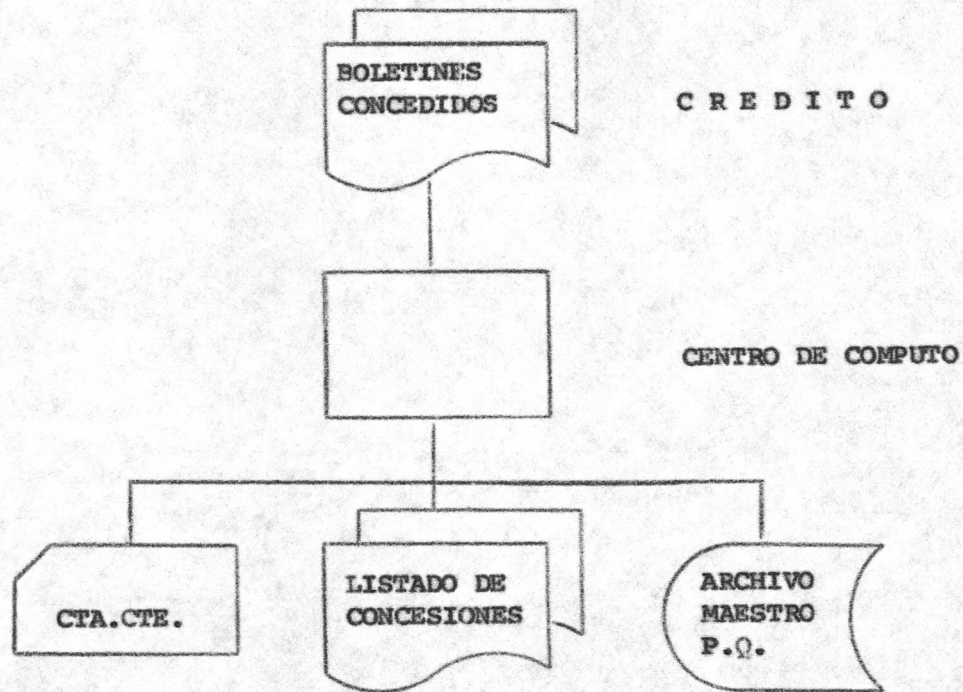 BOLETINES
CONCEDIDOS
C R E D I T O
CENTRO DE COMPUTO
CTA.CTE.
LISTADO DE
CONCESIONES
ARCHIVO
MAESTRO
P.Q.